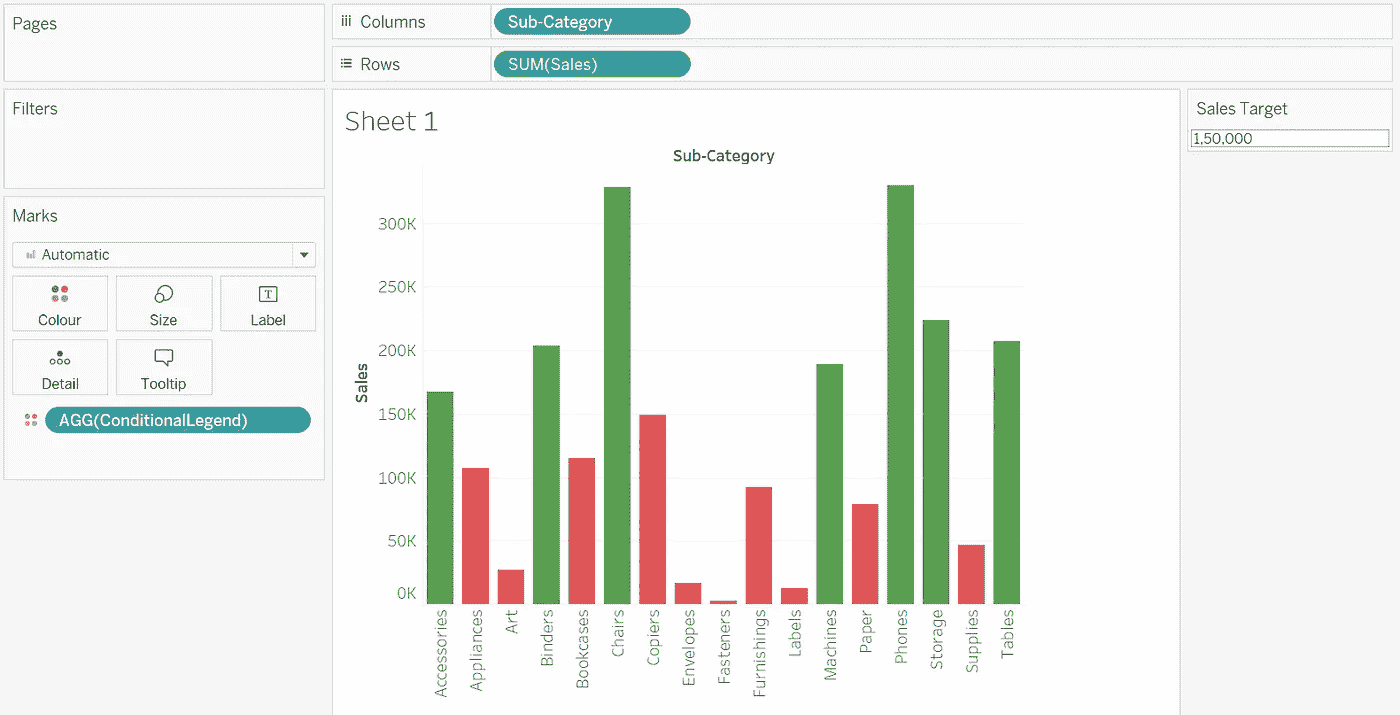 Pages
Columns
Sub-Category
Rows
SUM(Sales)
Filters
Marks
Automatic
Colour
Size
Label
Detail
Tooltip
AGG(ConditionalLegend)
Sheet 1
Sub-Category
Sales
300K
250K
200K
150K
100K
50K
0K
Accessories
Appliances
Art
Binders
Bookcases
Chairs
Copiers
Envelopes
Fasteners
Furnishings
Labels
Machines
Paper
Phones
Storage
Supplies
Tables
Sales Target
1,50,000